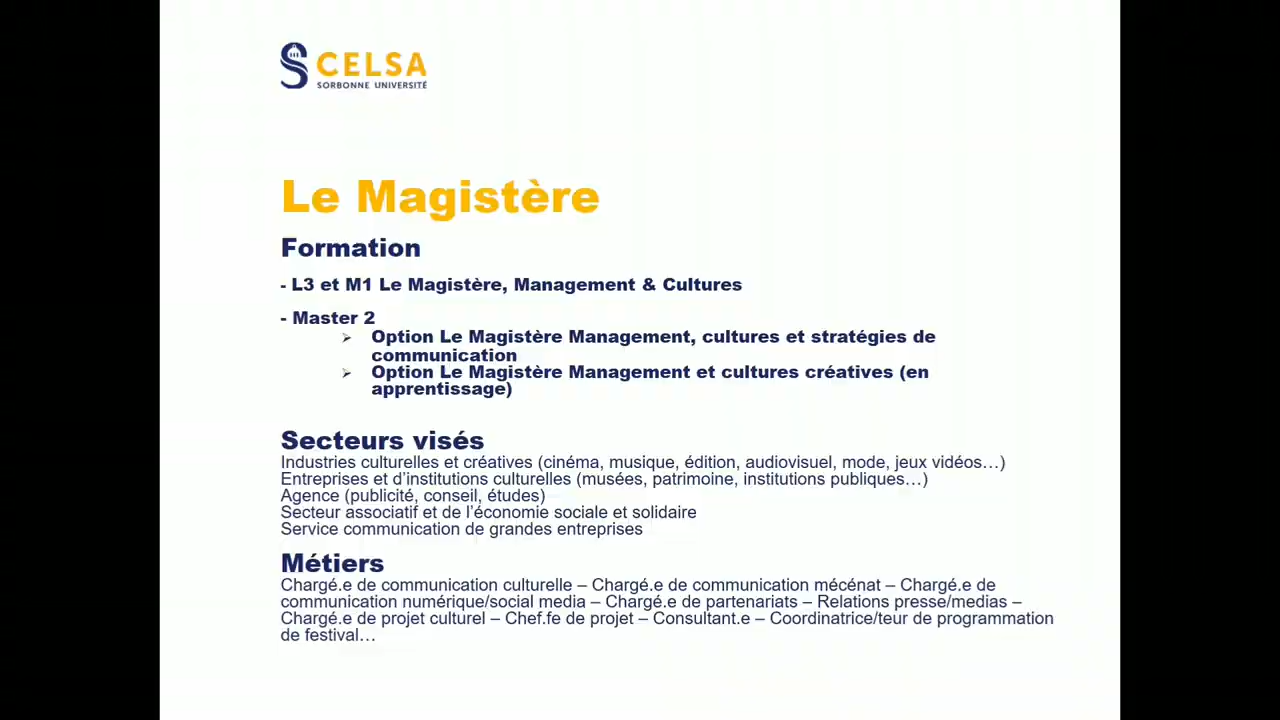 CELSA
SORBONNE UNIVERSITÉ
Le Magistère
Formation
- L3 et M1 Le Magistère, Management & Cultures
- Master 2
➢ Option Le Magistère Management, cultures et stratégies de
communication
➢ Option Le Magistère Management et cultures créatives (en
apprentissage)
Secteurs visés
Industries culturelles et créatives (cinéma, musique, édition, audiovisuel, mode, jeux vidéos…)
Entreprises et d’institutions culturelles (musées, patrimoine, institutions publiques…)
Agence (publicité, conseil, études)
Secteur associatif et de l’économie sociale et solidaire
Service communication de grandes entreprises
Métiers
Chargé.e de communication culturelle – Chargé.e de communication mécénat – Chargé.e de
communication numérique/social media – Chargé.e de partenariats – Relations presse/medias –
Chargé.e de projet culturel – Chef.fe de projet – Consultant.e – Coordinatrice/teur de programmation
de festival…